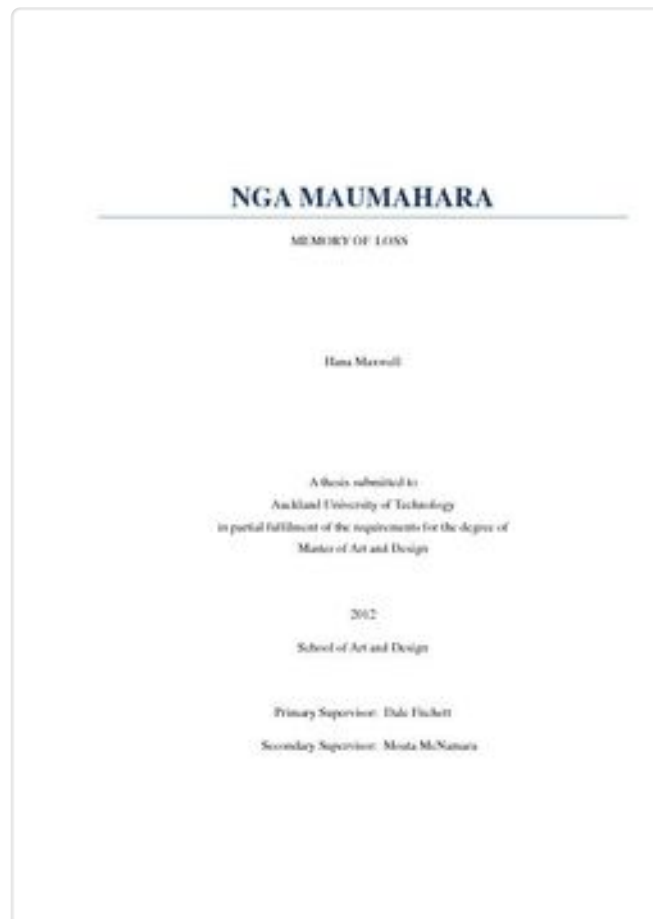 NGA MAUMAHARA
MEMORY OF LOSS
Hana Maxwell
A thesis submitted to
Auckland University of Technology
in partial fulfilment of the requirements for the degree of
Master of Art and Design
2012
School of Art and Design
Primary Supervisor: Dale Fitchett
Secondary Supervisor: Moata McNamara